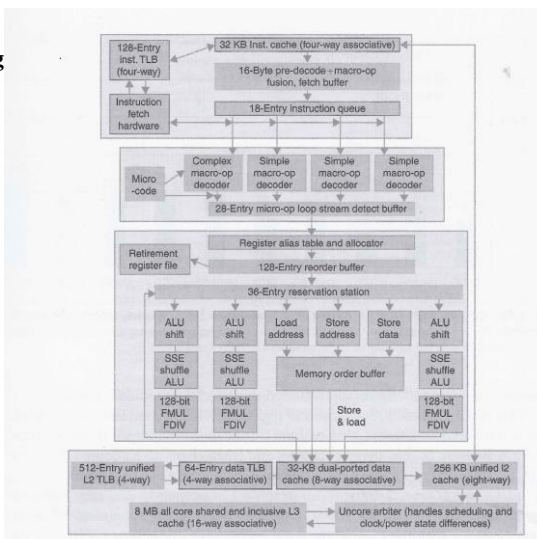 g
128-Entry
inst. TLB
(four-way)
32 KB Inst. cache (four-way associative)
16-Byte pre-decode+macro-op
fusion, fetch buffer
Instruction
fetch
hardware
18-Entry instruction queue
Micro
-code
Complex
macro-op
decoder
Simple
macro-op
decoder
Simple
macro-op
decoder
Simple
macro-op
decoder
28-Entry micro-op loop stream detect buffer
Register alias table and allocator
Retirement
register file
128-Entry reorder buffer
36-Entry reservation station
ALU
shift
ALU
shift
Load
address
Store
address
Store
data
ALU
shift
SSE
shuffle
ALU
SSE
shuffle
ALU
Memory order buffer
SSE
shuffle
ALU
128-bit
FMUL
FDIV
128-bit
FMUL
FDIV
Store
& load
128-bit
FMUL
FDIV
512-Entry unified
L2 TLB (4-way)
64-Entry data TLB
(4-way associative)
32-KB dual-ported data
cache (8-way associative)
256 KB unified l2
cache (eight-way)
8 MB all core shared and inclusive L3
cache (16-way associative)
Uncore arbiter (handles scheduling and
clock/power state differences)